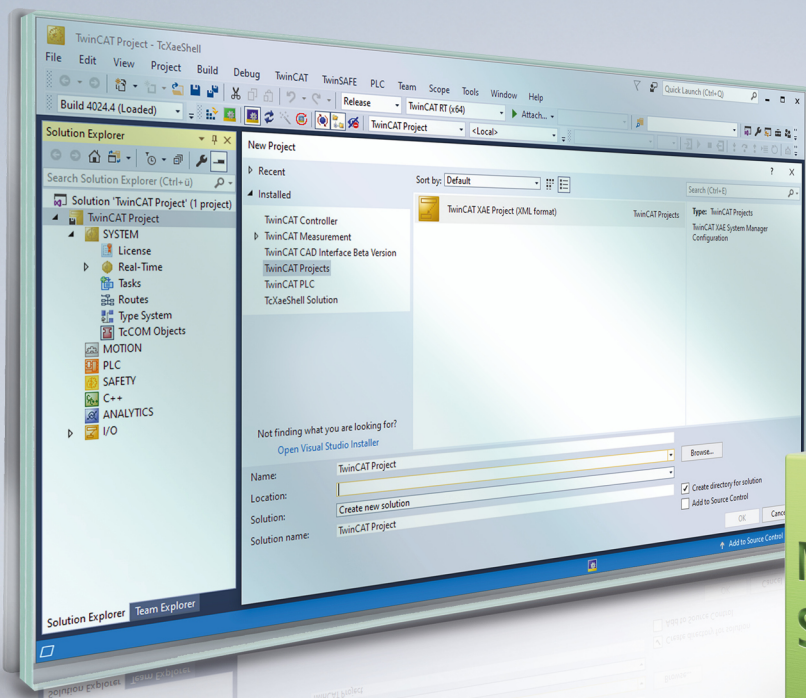 TwinCAT Project - TcXaeShell
Quick Launch (Ctrl+Q)
File Edit View Project Build Debug TwinCAT TwinSAFE PLC Team Scope Tools Window Help
Release TwinCAT RT (x64) Attach...
Build 4024.4 (Loaded) TwinCAT Project <Local>
Solution Explorer
Search Solution Explorer (Ctrl+ü)
Solution 'TwinCAT Project' (1 project)
TwinCAT Project
SYSTEM
License
Real-Time
Tasks
Routes
Type System
TcCOM Objects
MOTION
PLC
SAFETY
C++
ANALYTICS
I/O
Solution Explorer Team Explorer
New Project ? X
Recent
Installed
TwinCAT Controller
TwinCAT Measurement
TwinCAT CAD Interface Beta Version
TwinCAT Projects
TwinCAT PLC
TcXaeShell Solution
Not finding what you are looking for?
Open Visual Studio Installer
Sort by: Default
TwinCAT XAE Project (XML format) TwinCAT Projects
Search (Ctrl+E)
Type: TwinCAT Projects
TwinCAT XAE System Manager
Configuration
Name: TwinCAT Project
Location: Browse...
Solution: Create new solution
Solution name: TwinCAT Project
Create directory for solution
Add to Source Control
OK Cance
Add to Source Control